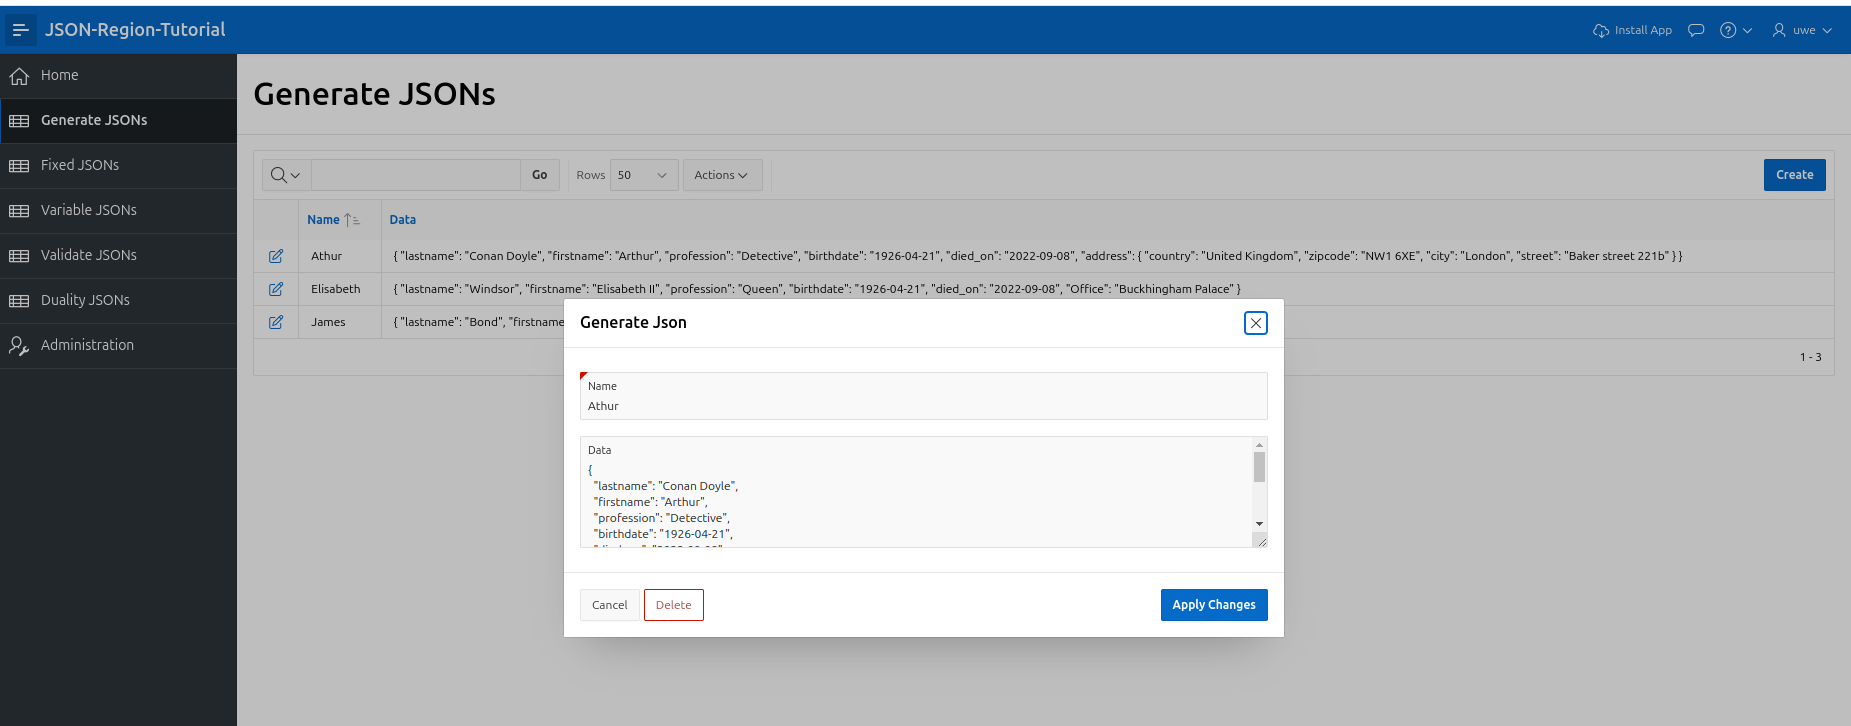 JSON-Region-Tutorial
Install App
uwe
Home
Generate JSONs
Fixed JSONs
Variable JSONs
Validate JSONs
Duality JSONs
Administration
Generate JSONs
Go
Rows
50
Actions
Create
Name
Data
Athur
{ "lastname": "Conan Doyle", "firstname": "Arthur", "profession": "Detective", "birthdate": "1926-04-21", "died_on": "2022-09-08", "address": { "country": "United Kingdom", "zipcode": "NW1 6XE", "city": "London", "street": "Baker street 221b" } }
Elisabeth
{ "lastname": "Windsor", "firstname": "Elisabeth II", "profession": "Queen", "birthdate": "1926-04-21", "died_on": "2022-09-08", "Office": "Buckhingham Palace" }
James
{ "lastname": "Bond", "firstname
1 - 3
Generate Json
Name
Athur
Data
{
"lastname": "Conan Doyle",
"firstname": "Arthur",
"profession": "Detective",
"birthdate": "1926-04-21",
Cancel
Delete
Apply Changes